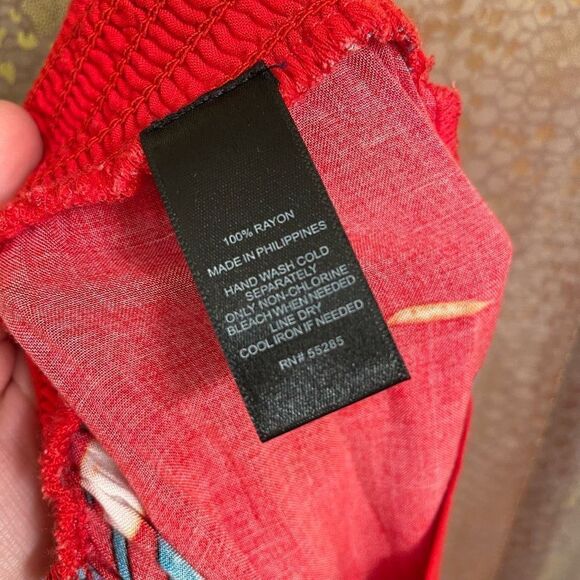 100% RAYON
MADE IN PHILIPPINES
HAND WASH COLD
SEPARATELY
ONLY NON-CHLORINE
BLEACH WHEN NEEDED
LINE DRY
COOL IRON IF NEEDED
RN# 55285